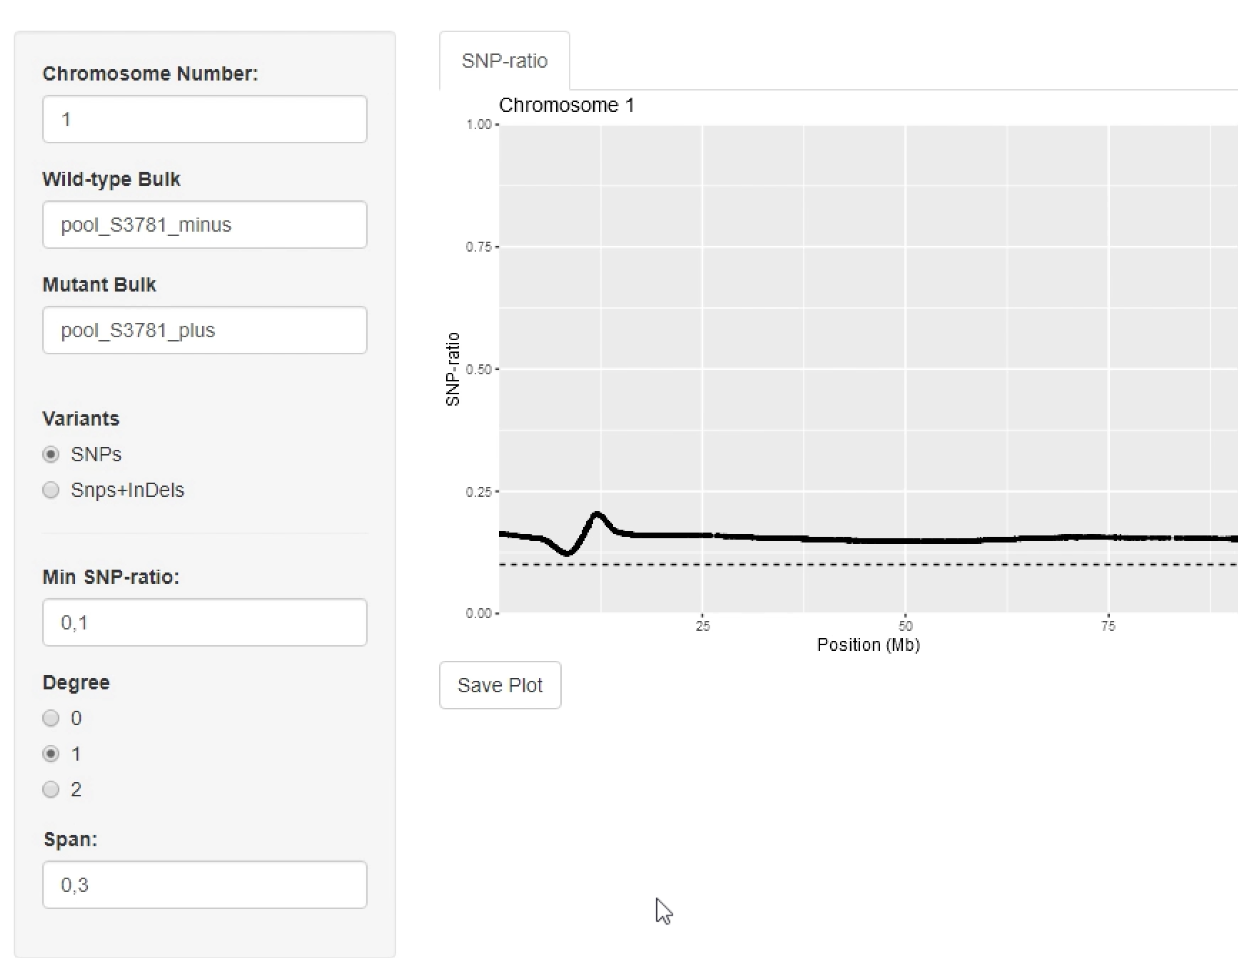 Chromosome Number:
1
Wild-type Bulk
pool_S3781_minus
Mutant Bulk
pool_S3781_plus
Variants
SNPs
Snps+InDels
Min SNP-ratio:
0,1
Degree
0
1
2
Span:
0,3
SNP-ratio
Chromosome 1
1.00
0.75
0.50
0.25
0.00
SNP-ratio
25 50 75
Position (Mb)
Save Plot